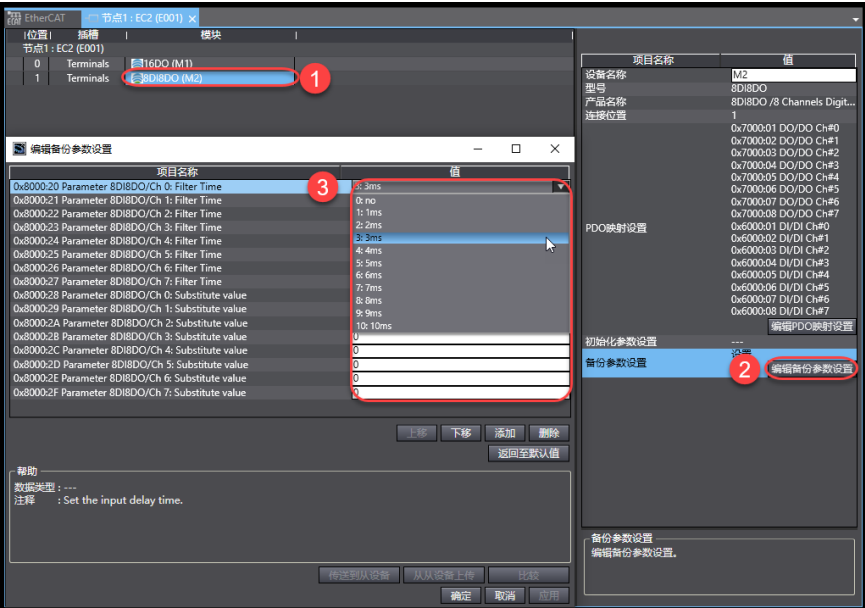 EtherCAT
节点1 : EC2 (E001)
位置 插槽 模块
节点1 : EC2 (E001)
0 Terminals 16DO (M1)
1 Terminals 8DI8DO (M2)
1
编辑备份参数设置
项目名称 值
0x8000:20 Parameter 8DI8DO/Ch 0: Filter Time 3: 3ms
3
0x8000:21 Parameter 8DI8DO/Ch 1: Filter Time 0: no
0x8000:22 Parameter 8DI8DO/Ch 2: Filter Time 1: 1ms
0x8000:23 Parameter 8DI8DO/Ch 3: Filter Time 2: 2ms
0x8000:24 Parameter 8DI8DO/Ch 4: Filter Time 3: 3ms
0x8000:25 Parameter 8DI8DO/Ch 5: Filter Time 4: 4ms
0x8000:26 Parameter 8DI8DO/Ch 6: Filter Time 5: 5ms
0x8000:27 Parameter 8DI8DO/Ch 7: Filter Time 6: 6ms
0x8000:28 Parameter 8DI8DO/Ch 0: Substitute value 7: 7ms
0x8000:29 Parameter 8DI8DO/Ch 1: Substitute value 8: 8ms
0x8000:2A Parameter 8DI8DO/Ch 2: Substitute value 9: 9ms
10: 10ms
0x8000:2B Parameter 8DI8DO/Ch 3: Substitute value 0
0x8000:2C Parameter 8DI8DO/Ch 4: Substitute value 0
0x8000:2D Parameter 8DI8DO/Ch 5: Substitute value 0
0x8000:2E Parameter 8DI8DO/Ch 6: Substitute value 0
0x8000:2F Parameter 8DI8DO/Ch 7: Substitute value 0
上移 下移 添加 删除
返回至默认值
帮助
数据类型 : ---
注释 : Set the input delay time.
传送到从设备 从从设备上传 比较
确定 取消 应用
项目名称 值
设备名称 M2
型号 8DI8DO
产品名称 8DI8DO /8 Channels Digit...
连接位置 1
PDO映射设置
0x7000:01 DO/DO Ch#0
0x7000:02 DO/DO Ch#1
0x7000:03 DO/DO Ch#2
0x7000:04 DO/DO Ch#3
0x7000:05 DO/DO Ch#4
0x7000:06 DO/DO Ch#5
0x7000:07 DO/DO Ch#6
0x7000:08 DO/DO Ch#7
0x6000:01 DI/DI Ch#0
0x6000:02 DI/DI Ch#1
0x6000:03 DI/DI Ch#2
0x6000:04 DI/DI Ch#3
0x6000:05 DI/DI Ch#4
0x6000:06 DI/DI Ch#5
0x6000:07 DI/DI Ch#6
0x6000:08 DI/DI Ch#7
编辑PDO映射设置
初始化参数设置 ---
备份参数设置 设置
2
编辑备份参数设置
备份参数设置
编辑备份参数设置。